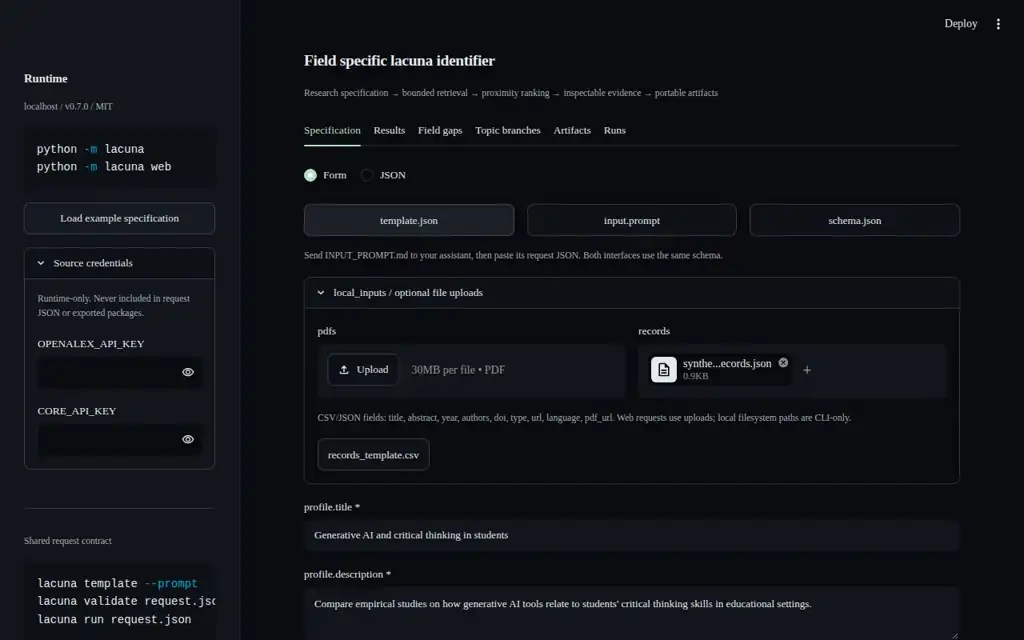 Deploy
Runtime
localhost / v0.7.0 / MIT
python -m lacuna
python -m lacuna web
Load example specification
Source credentials
Runtime-only. Never included in request
JSON or exported packages.
OPENALEX_API_KEY
CORE_API_KEY
Shared request contract
lacuna template --prompt
lacuna validate request.jsc
lacuna run request.json
Field specific lacuna identifier
Research specification → bounded retrieval → proximity ranking → inspectable evidence → portable artifacts
Specification Results Field gaps Topic branches Artifacts Runs
Form JSON
template.json input.prompt schema.json
Send INPUT_PROMPT.md to your assistant, then paste its request JSON. Both interfaces use the same schema.
local_inputs / optional file uploads
pdfs records
Upload 30MB per file • PDF
synthe...ecords.json
0.9KB
CSV/JSON fields: title, abstract, year, authors, doi, type, url, language, pdf_url. Web requests use uploads; local filesystem paths are CLI-only.
records_template.csv
profile.title *
Generative AI and critical thinking in students
profile.description *
Compare empirical studies on how generative AI tools relate to students' critical thinking skills in educational settings.